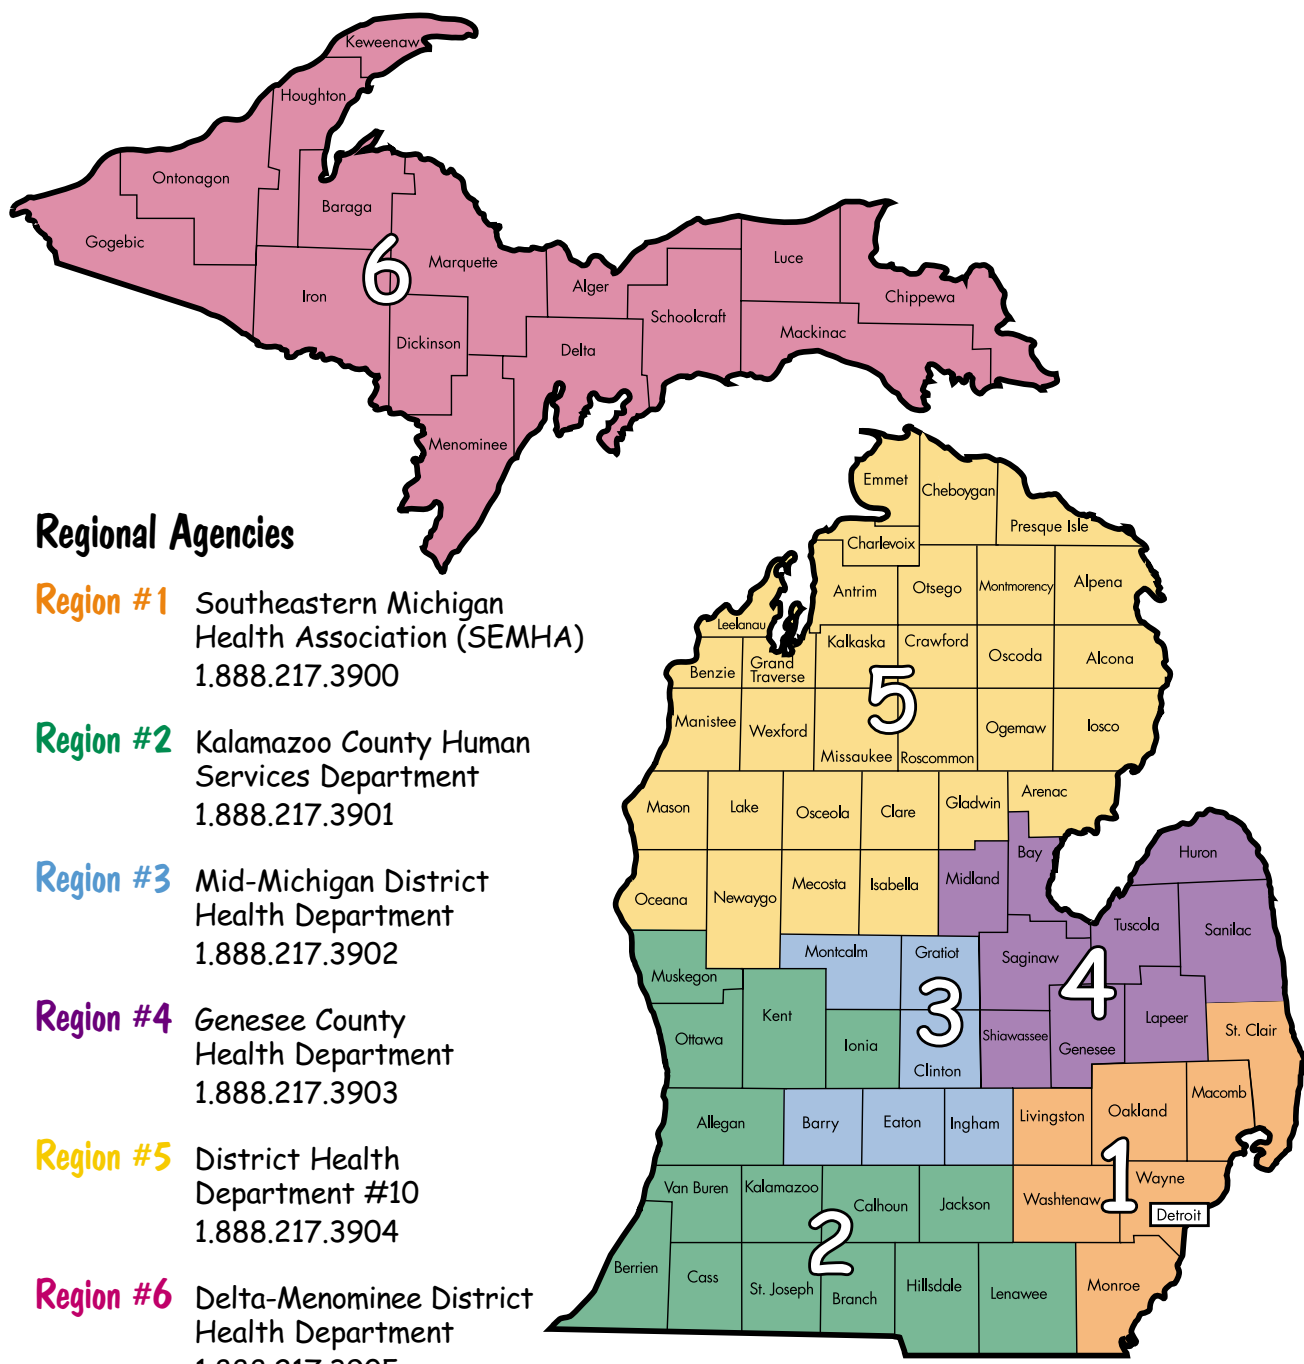 Keweenaw
Houghton
Ontonagon
Baraga
Gogebic
6
Marquette
Luce
Alger
Iron
Chippewa
Schoolcraft
Mackinac
Dickinson
Delta
Menominee
Emmet
Cheboygan
Presque Isle
Charlevoix
Antrim
Otsego
Montmorency
Alpena
Leelanau
Kalkaska
Crawford
Oscoda
Alcona
Benzie
Grand
Traverse
5
Manistee
Wexford
Missaukee
Roscommon
Ogemaw
Iosco
Mason
Lake
Osceola
Clare
Gladwin
Arenac
Bay
Huron
Oceana
Newaygo
Mecosta
Isabella
Midland
Tuscola
Sanilac
Muskegon
Montcalm
Gratiot
Saginaw
4
3
Kent
Ottawa
Ionia
Clinton
Shiawassee
Genesee
Lapeer
St. Clair
Allegan
Barry
Eaton
Ingham
Livingston
Oakland
Macomb
1
Van Buren
Kalamazoo
Calhoun
Jackson
Washtenaw
Wayne
Detroit
2
Berrien
Cass
St. Joseph
Branch
Hillsdale
Lenawee
Monroe
Regional Agencies
Region #1 Southeastern Michigan
Health Association (SEMHA)
1.888.217.3900
Region #2 Kalamazoo County Human
Services Department
1.888.217.3901
Region #3 Mid-Michigan District
Health Department
1.888.217.3902
Region #4 Genesee County
Health Department
1.888.217.3903
Region #5 District Health
Department #10
1.888.217.3904
Region #6 Delta-Menominee District
Health Department
1.888.217.3905